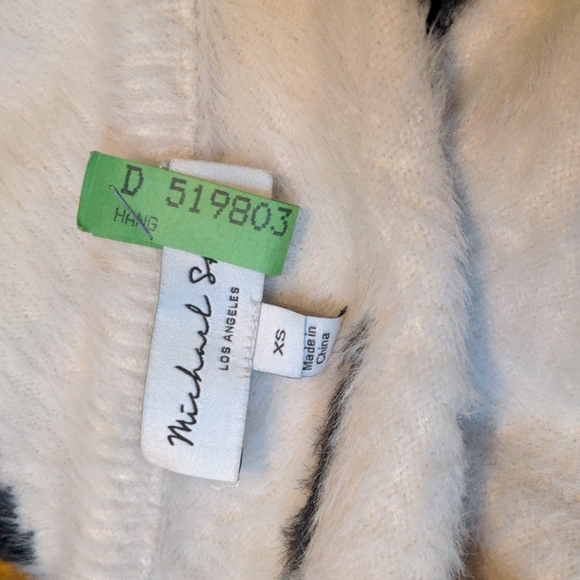 D 519803
HANG
Michael
LOS ANGELES
XS
Made in
China